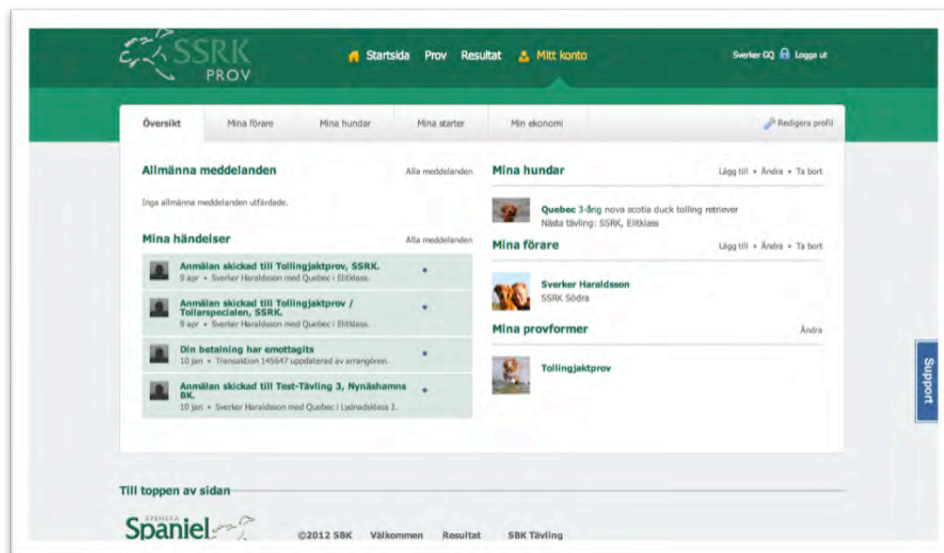 SSRK
PROV
Startsida Prov Resultat Mitt konto
Sverker GQ Logga ut
Översikt Mina förare Mina hundar Mina starter Min ekonomi Redigera profil
Allmänna meddelanden Alla meddelanden
Inga allmänna meddelanden utfärdade.
Mina händelser Alla meddelanden
Anmälan skickad till Tollingjaktprov, SSRK.
9 apr • Sverker Haraldsson med Quebec i Elitklass.
Anmälan skickad till Tollingjaktprov /
Tollarspecialen, SSRK.
9 apr • Sverker Haraldsson med Quebec i Elitklass.
Din betalning har emottagits
10 jan • Transaktion 145647 uppdaterad av arrangören.
Anmälan skickad till Test-Tävling 3, Nynäshamns
BK.
10 jan • Sverker Haraldsson med Quebec i Lydnadsklass 1.
Mina hundar Lägg till • Ändra • Ta bort
Quebec 3-årig nova scotia duck tolling retriever
Nästa tävling: SSRK, Elitklass
Mina förare Lägg till • Ändra • Ta bort
Sverker Haraldsson
SSRK Södra
Mina provformer Ändra
Tollingjaktprov
Support
Till toppen av sidan
SVENSKA
Spaniel
©2012 SBK Välkommen Resultat SBK Tävling